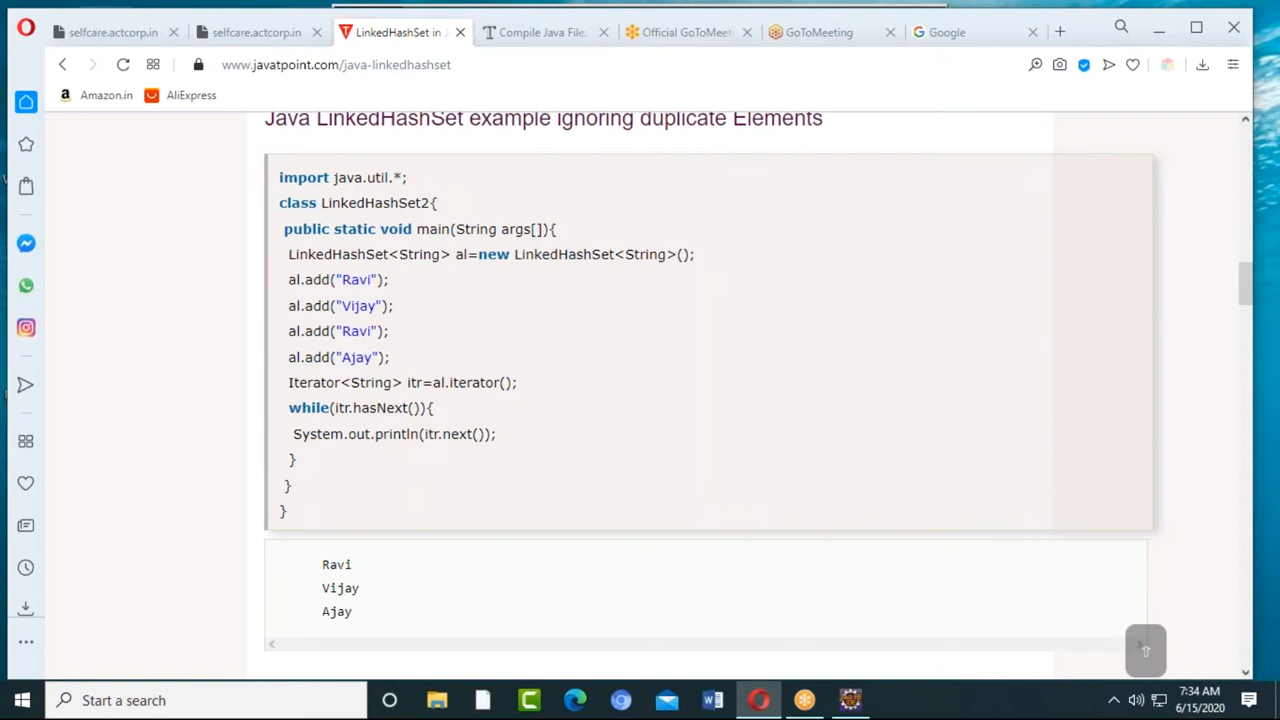 selfcare.actcorp.in
selfcare.actcorp.in
LinkedHashSet in J
Compile Java File
Official GoToMeet
GoToMeeting
Google
www.javatpoint.com/java-linkedhashset
Amazon.in
AliExpress
Java LinkedHashSet example ignoring duplicate Elements
import java.util.*;
class LinkedHashSet2{
public static void main(String args[]){
LinkedHashSet<String> al=new LinkedHashSet<String>();
al.add("Ravi");
al.add("Vijay");
al.add("Ravi");
al.add("Ajay");
Iterator<String> itr=al.iterator();
while(itr.hasNext()){
System.out.println(itr.next());
}
}
}
Ravi
Vijay
Ajay
Start a search
7:34 AM
6/15/2020